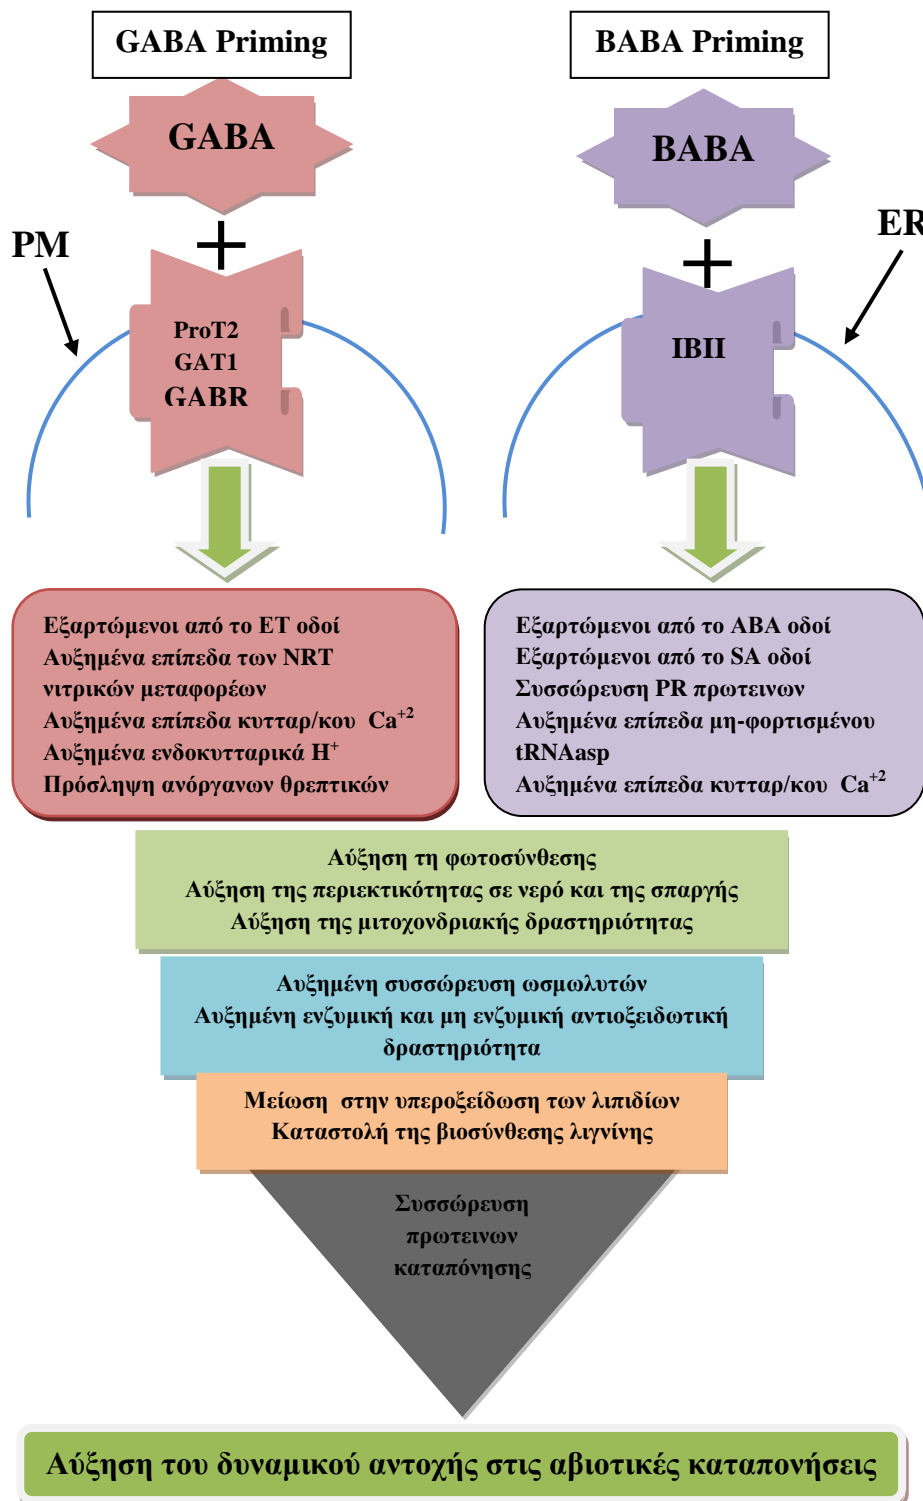 GABA Priming
BABA Priming
GABA
BABA
PM
ER
ProT2
GAT1
GABR
IBII
Εξαρτώμενοι από το ET οδοί
Αυξημένα επίπεδα των NRT
νιτρικών μεταφορέων
Αυξημένα επίπεδα κυτταρ/κου Ca⁺²
Αυξημένα ενδοκυτταρικά H⁺
Πρόσληψη ανόργανων θρεπτικών
Εξαρτώμενοι από το ABA οδοί
Εξαρτώμενοι από το SA οδοί
Συσσώρευση PR πρωτεινων
Αυξημένα επίπεδα μη-φορτισμένου
tRNAasp
Αυξημένα επίπεδα κυτταρ/κου Ca⁺²
Αύξηση τη φωτοσύνθεσης
Αύξηση της περιεκτικότητας σε νερό και της σπαργής
Αύξηση της μιτοχονδριακής δραστηριότητας
Αυξημένη συσσώρευση ωσμωλυτών
Αυξημένη ενζυμική και μη ενζυμική αντιοξειδωτική
δραστηριότητα
Μείωση στην υπεροξείδωση των λιπιδίων
Καταστολή της βιοσύνθεσης λιγνίνης
Συσσώρευση
πρωτεινων
καταπόνησης
Αύξηση του δυναμικού αντοχής στις αβιοτικές καταπονήσεις